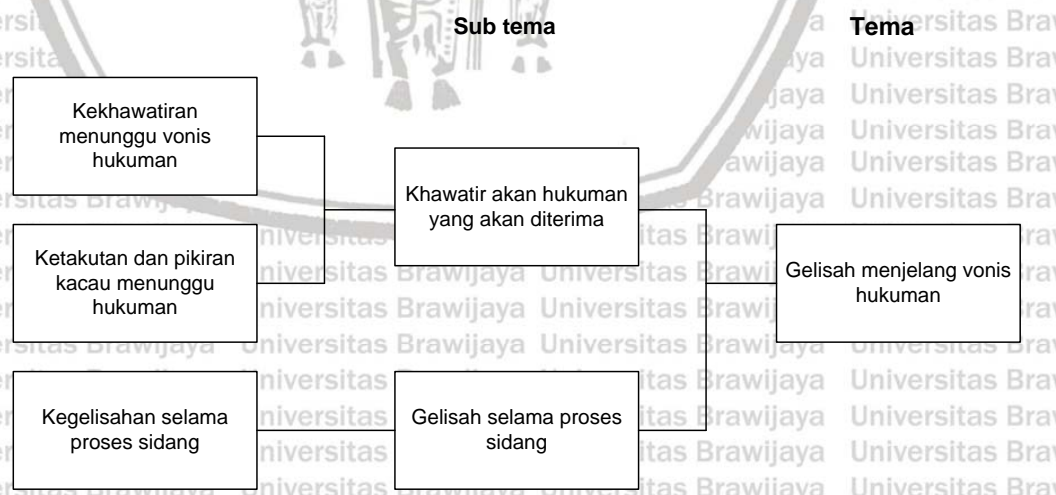 Sub tema
Tema
Kekhawatiran
menunggu vonis
hukuman
Ketakutan dan pikiran
kacau menunggu
hukuman
Kegelisahan selama
proses sidang
Khawatir akan hukuman
yang akan diterima
Gelisah selama proses
sidang
Gelisah menjelang vonis
hukuman